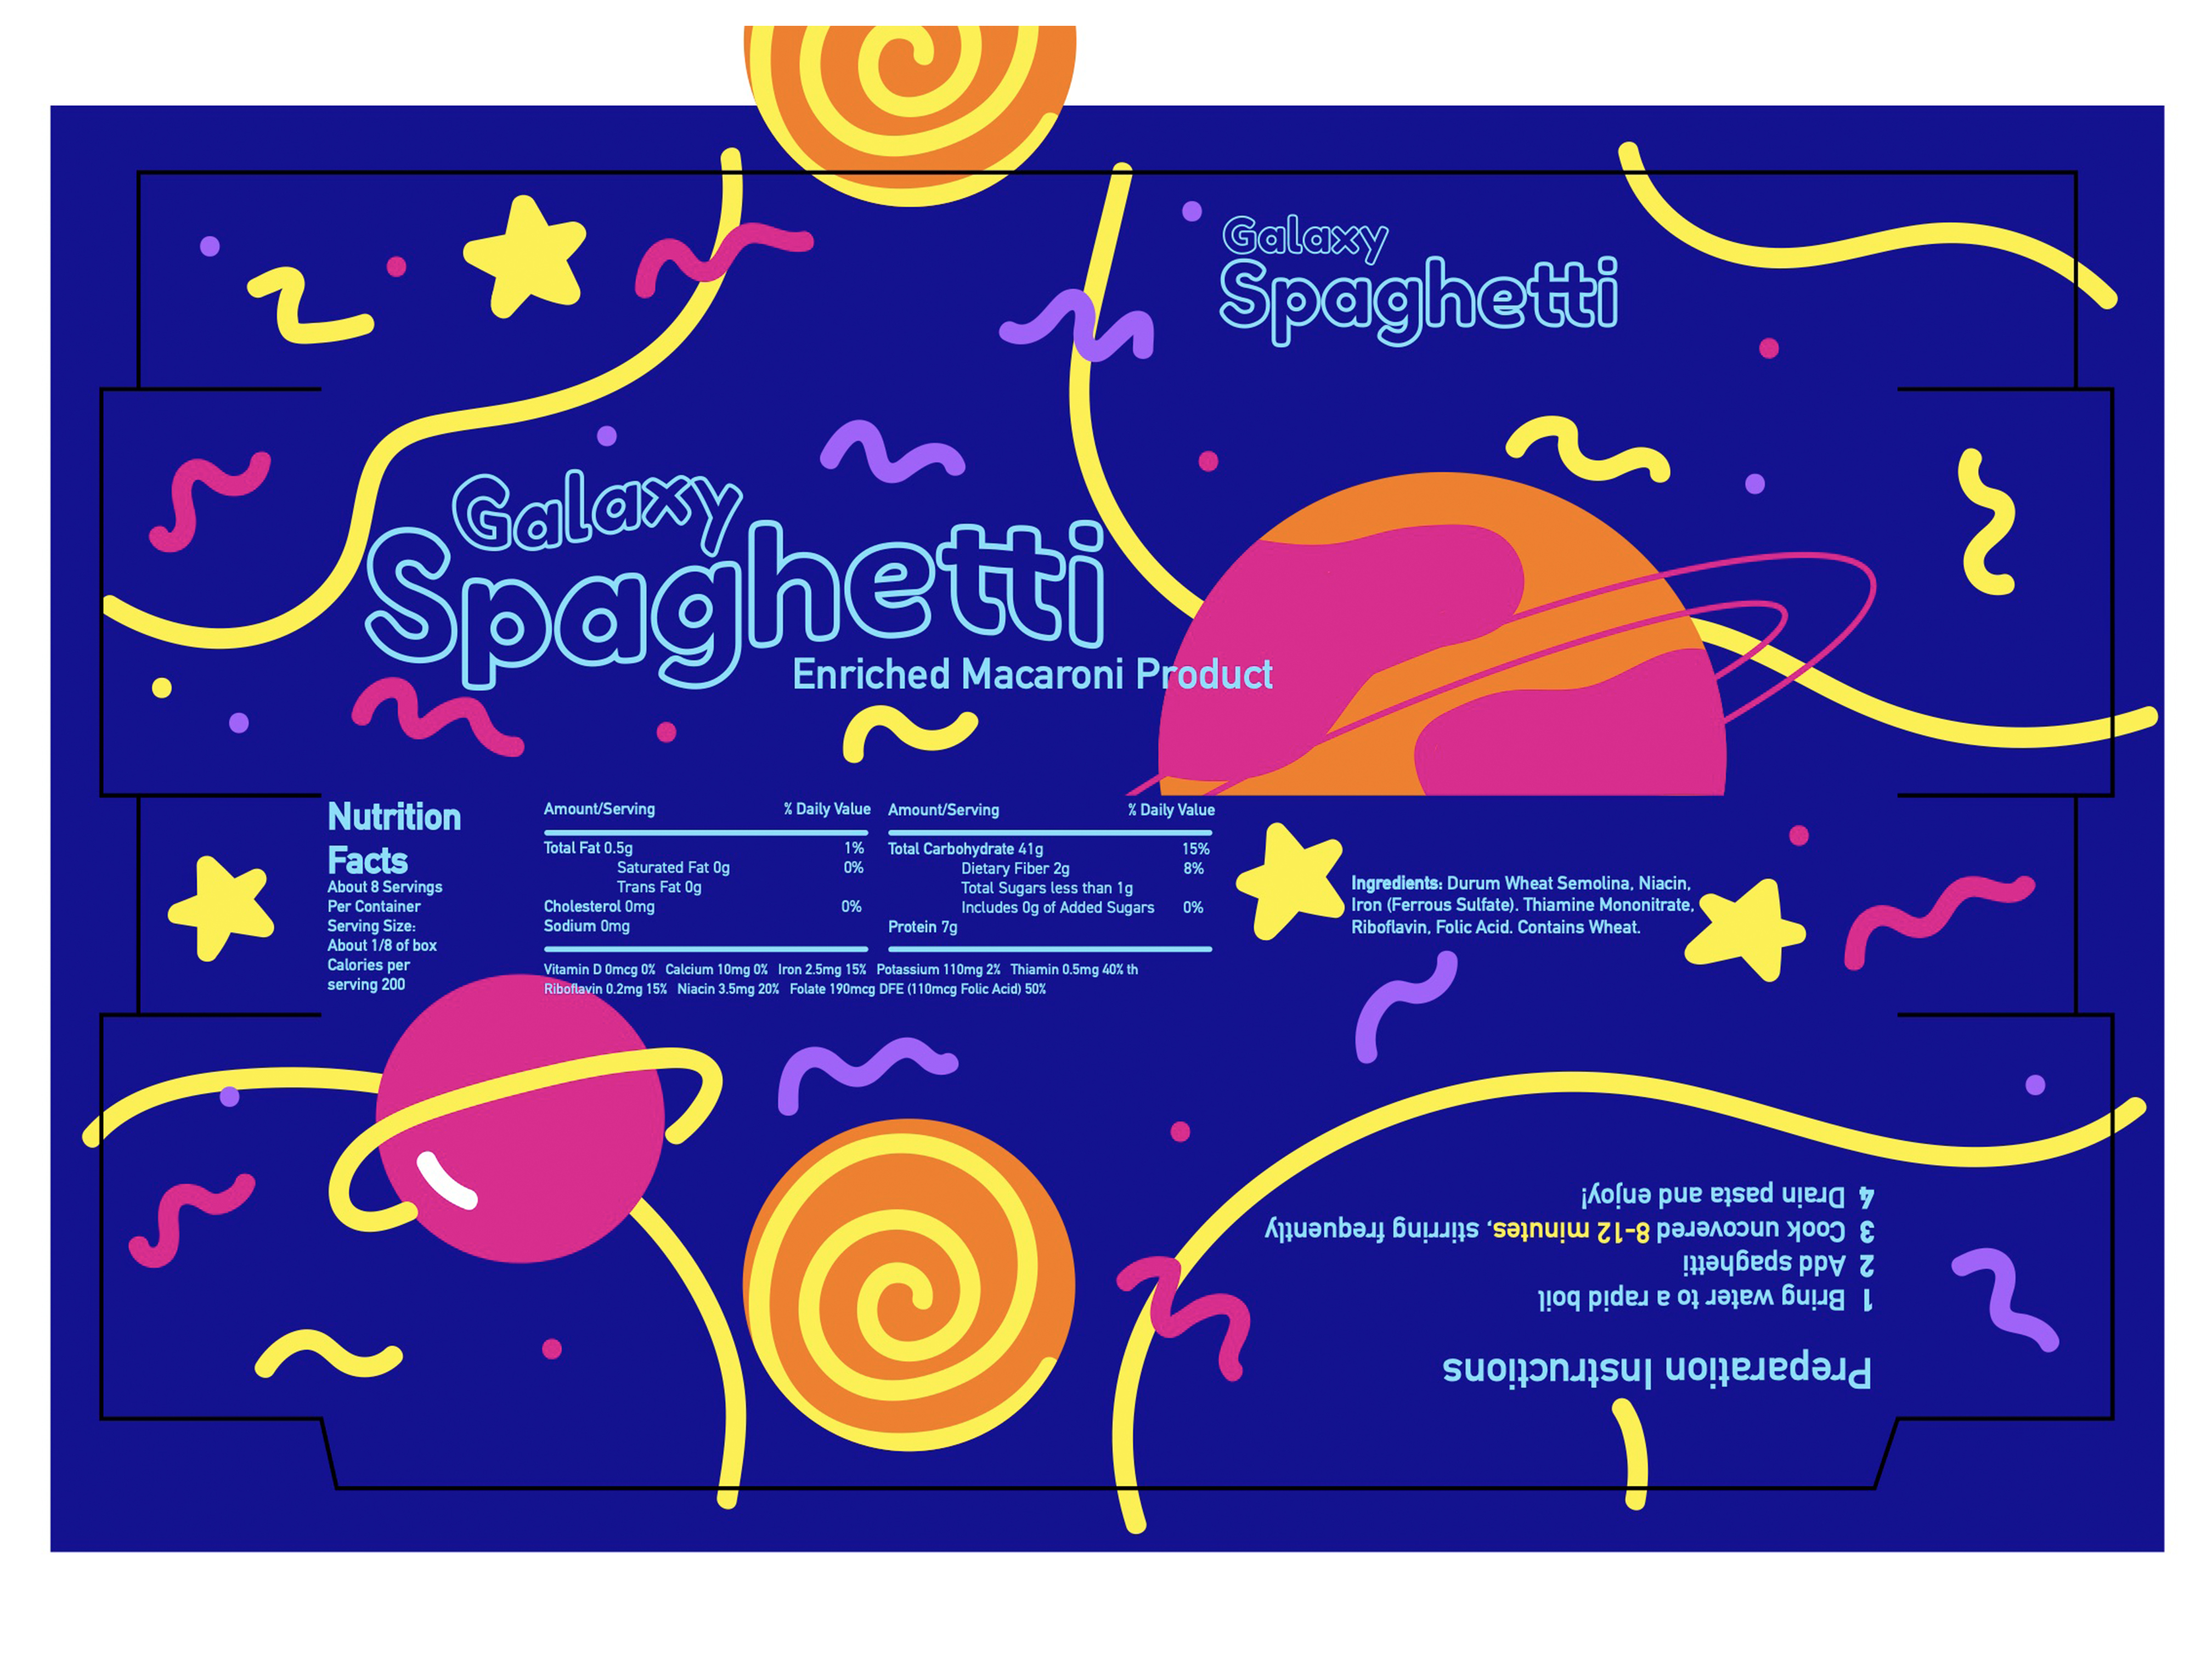 Galaxy
Spaghetti
Galaxy
Spaghetti
Enriched Macaroni Product
Nutrition
Facts
About 8 Servings
Per Container
Serving Size:
About 1/8 of box
Calories per
serving 200
Amount/Serving % Daily Value
Total Fat 0.5g 1%
Saturated Fat 0g 0%
Trans Fat 0g
Cholesterol 0mg 0%
Sodium 0mg
Amount/Serving % Daily Value
Total Carbohydrate 41g 15%
Dietary Fiber 2g 8%
Total Sugars less than 1g
Includes 0g of Added Sugars 0%
Protein 7g
Vitamin D 0mcg 0% Calcium 10mg 0% Iron 2.5mg 15% Potassium 110mg 2% Thiamin 0.5mg 40% th
Riboflavin 0.2mg 15% Niacin 3.5mg 20% Folate 190mcg DFE (110mcg Folic Acid) 50%
Ingredients: Durum Wheat Semolina, Niacin,
Iron (Ferrous Sulfate). Thiamine Mononitrate,
Riboflavin, Folic Acid. Contains Wheat.
Preparation Instructions
1 Bring water to a rapid boil
2 Add spaghetti
3 Cook uncovered 8-12 minutes, stirring frequently
4 Drain pasta and enjoy!